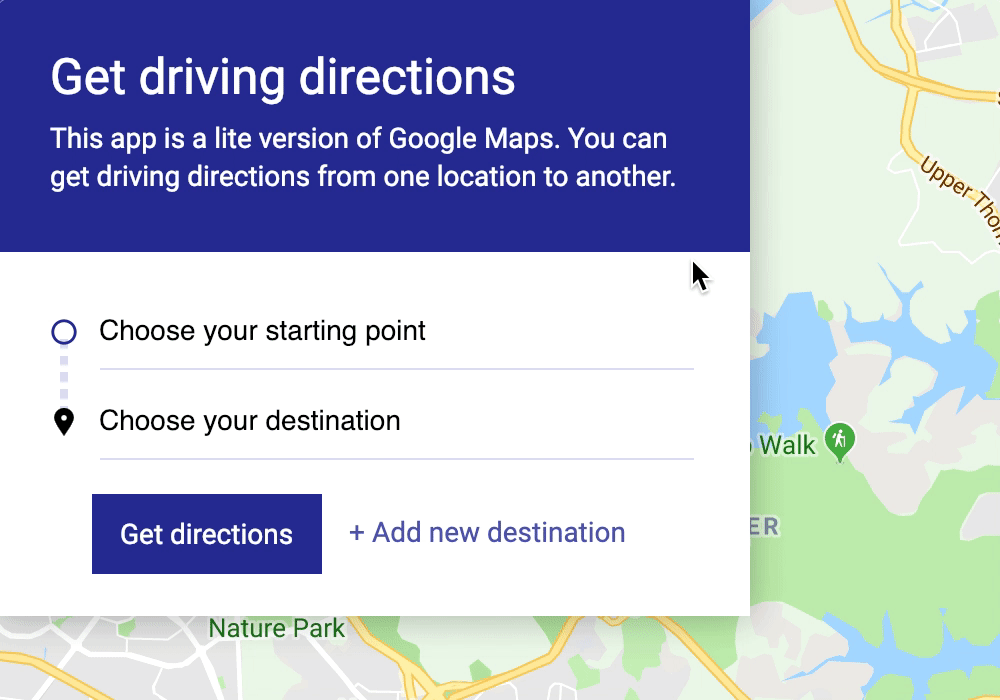 Get driving directions
This app is a lite version of Google Maps. You can
get driving directions from one location to another.
Upper Thom
Choose your starting point
Choose your destination
Walk
Get directions
+ Add new destination
ER
Nature Park